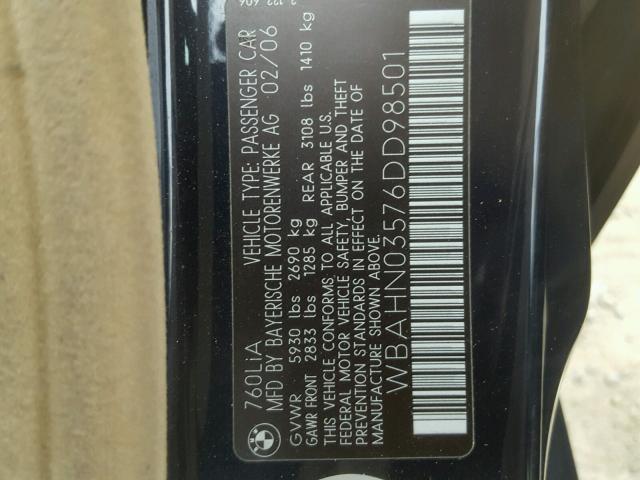 760LiA VEHICLE TYPE: PASSENGER CAR
MFD BY BAYERISCHE MOTORENWERKE AG 02/06
GVWR 5930 lbs 2690 kg
GAWR FRONT 2833 lbs 1285 kg REAR 3108 lbs 1410 kg
THIS VEHICLE CONFORMS TO ALL APPLICABLE U.S.
FEDERAL MOTOR VEHICLE SAFETY, BUMPER AND THEFT
PREVENTION STANDARDS IN EFFECT ON THE DATE OF
MANUFACTURE SHOWN ABOVE.
WBAHN03576DD98501